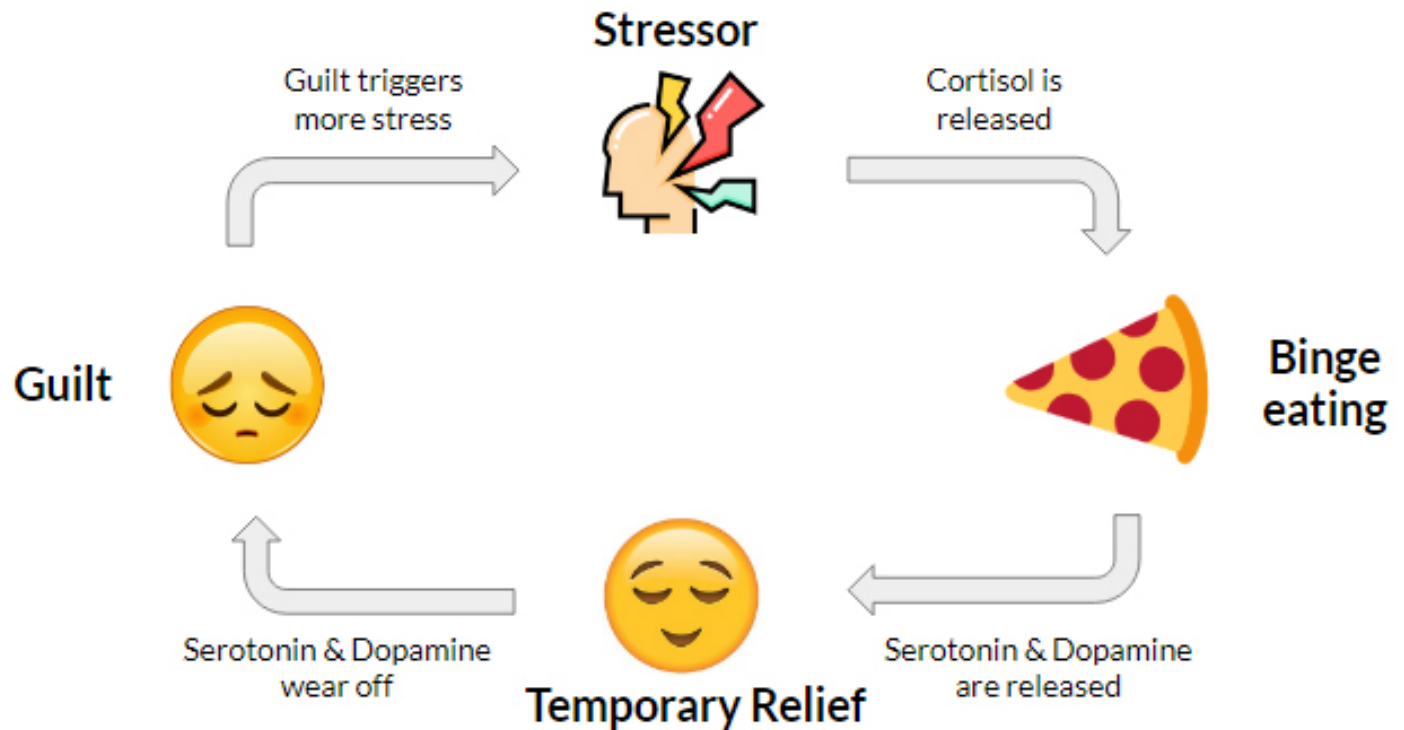 Stressor
Guilt triggers
more stress
Cortisol is
released
Guilt
Binge
eating
Serotonin & Dopamine
wear off
Serotonin & Dopamine
are released
Temporary Relief